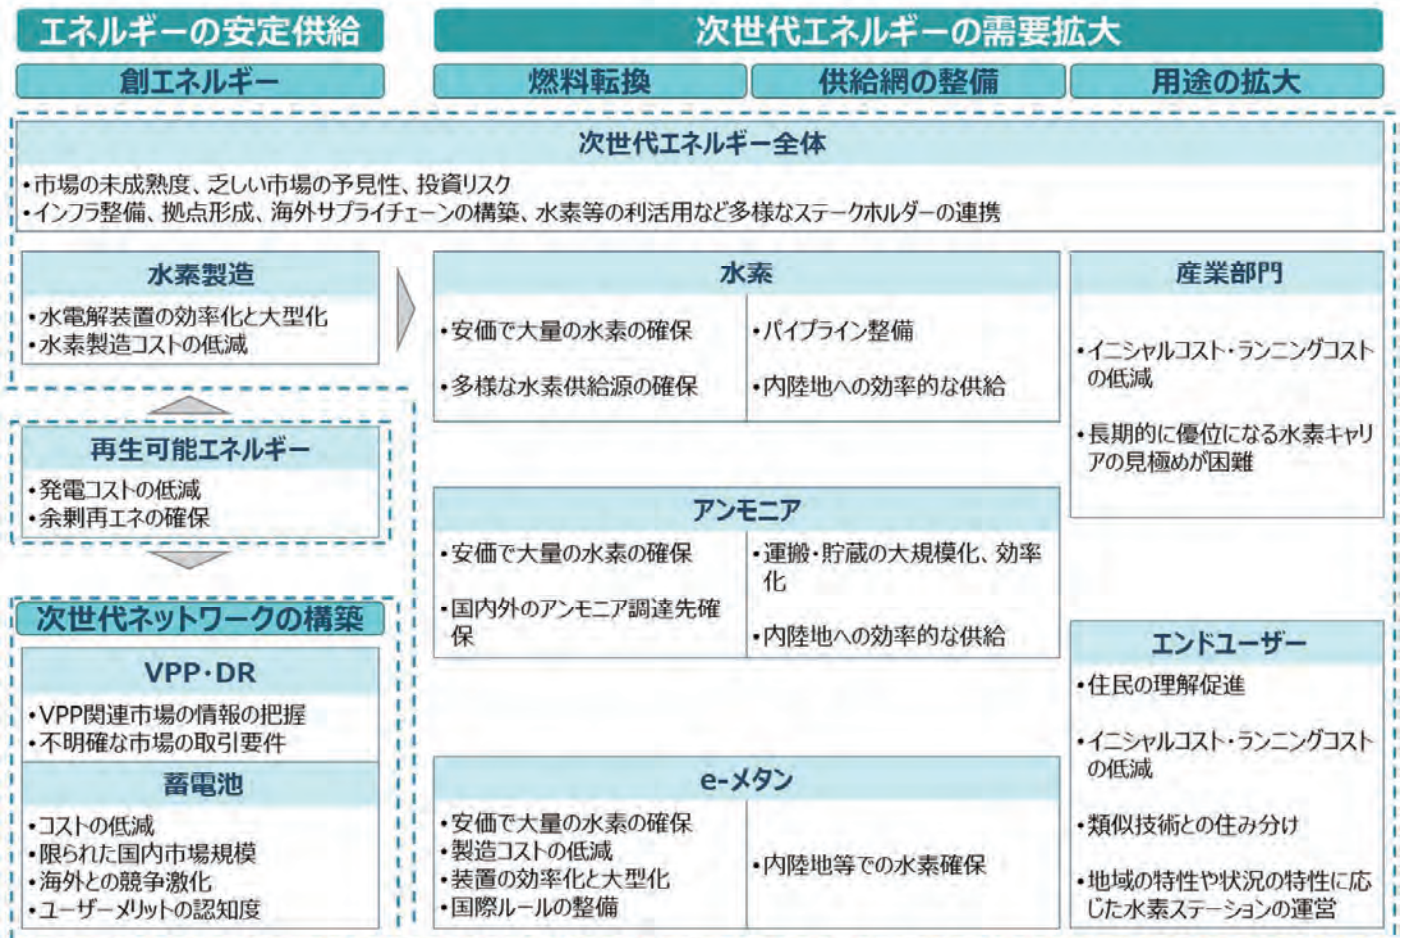 エネルギーの安定供給
次世代エネルギーの需要拡大
創エネルギー
燃料転換
供給網の整備
用途の拡大
次世代エネルギー全体
•市場の未成熟度、乏しい市場の予見性、投資リスク
•インフラ整備、拠点形成、海外サプライチェーンの構築、水素等の利活用など多様なステークホルダーの連携
水素製造
•水電解装置の効率化と大型化
•水素製造コストの低減
再生可能エネルギー
•発電コストの低減
•余剰再エネの確保
次世代ネットワークの構築
VPP・DR
•VPP関連市場の情報の把握
•不明確な市場の取引要件
蓄電池
•コストの低減
•限られた国内市場規模
•海外との競争激化
•ユーザーメリットの認知度
水素
•安価で大量の水素の確保
•多様な水素供給源の確保
•パイプライン整備
•内陸地への効率的な供給
アンモニア
•安価で大量の水素の確保
•国内外のアンモニア調達先確
保
•運搬・貯蔵の大規模化、効率
化
•内陸地への効率的な供給
e-メタン
•安価で大量の水素の確保
•製造コストの低減
•装置の効率化と大型化
•国際ルールの整備
•内陸地等での水素確保
産業部門
•イニシャルコスト・ランニングコスト
の低減
•長期的に優位になる水素キャリ
アの見極めが困難
エンドユーザー
•住民の理解促進
•イニシャルコスト・ランニングコスト
の低減
•類似技術との住み分け
•地域の特性や状況の特性に応
じた水素ステーションの運営